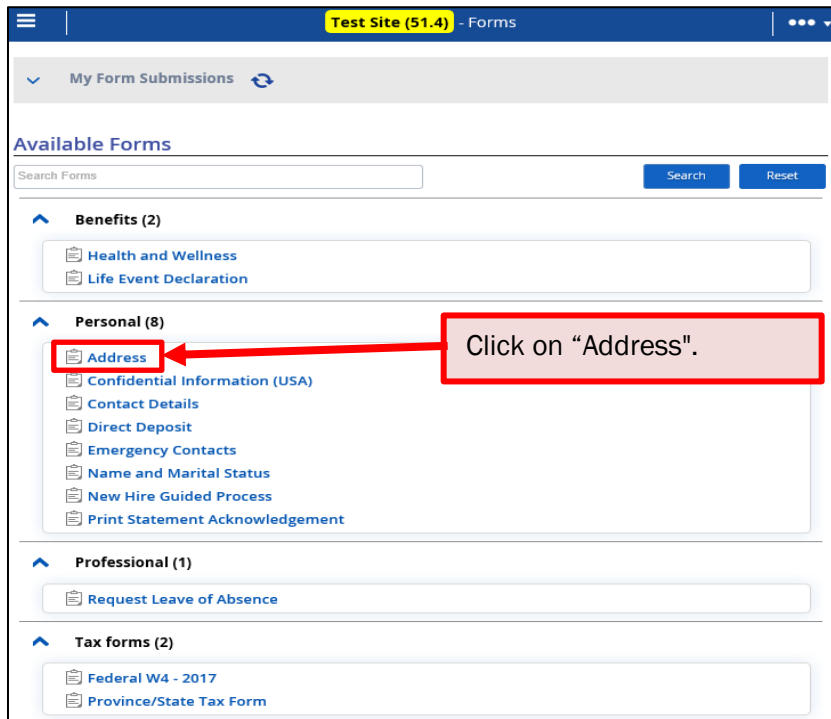 Test Site (51.4) - Forms
My Form Submissions
Available Forms
Search Forms
Search
Reset
Benefits (2)
Health and Wellness
Life Event Declaration
Personal (8)
Click on “Address".
Address
Confidential Information (USA)
Contact Details
Direct Deposit
Emergency Contacts
Name and Marital Status
New Hire Guided Process
Print Statement Acknowledgement
Professional (1)
Request Leave of Absence
Tax forms (2)
Federal W4 - 2017
Province/State Tax Form